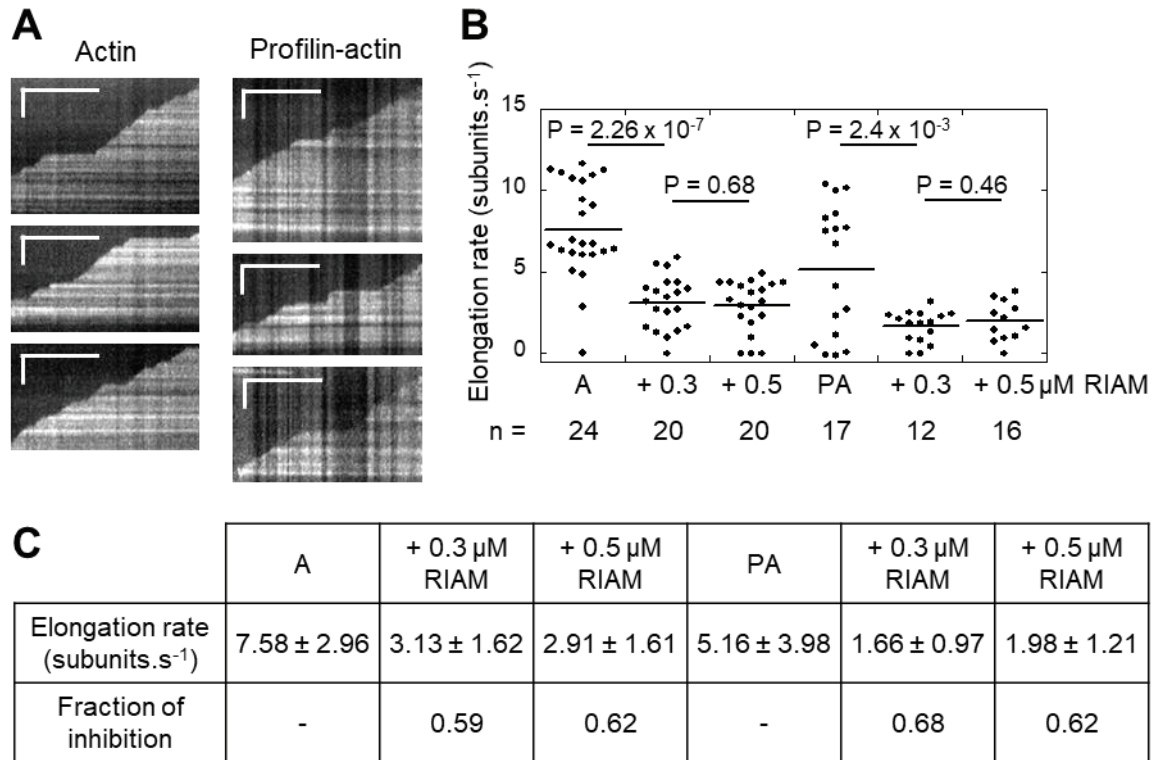 A
Actin
Profilin-actin
B
Elongation rate (subunits.s⁻¹)
15
10
5
0
P = 2.26 x 10⁻⁷
P = 2.4 x 10⁻³
P = 0.68
P = 0.46
A + 0.3 + 0.5 PA + 0.3 + 0.5 µM RIAM
n = 24 20 20 17 12 16
C
A + 0.3 µM RIAM + 0.5 µM RIAM PA + 0.3 µM RIAM + 0.5 µM RIAM
Elongation rate (subunits.s⁻¹) 7.58 ± 2.96 3.13 ± 1.62 2.91 ± 1.61 5.16 ± 3.98 1.66 ± 0.97 1.98 ± 1.21
Fraction of inhibition - 0.59 0.62 - 0.68 0.62